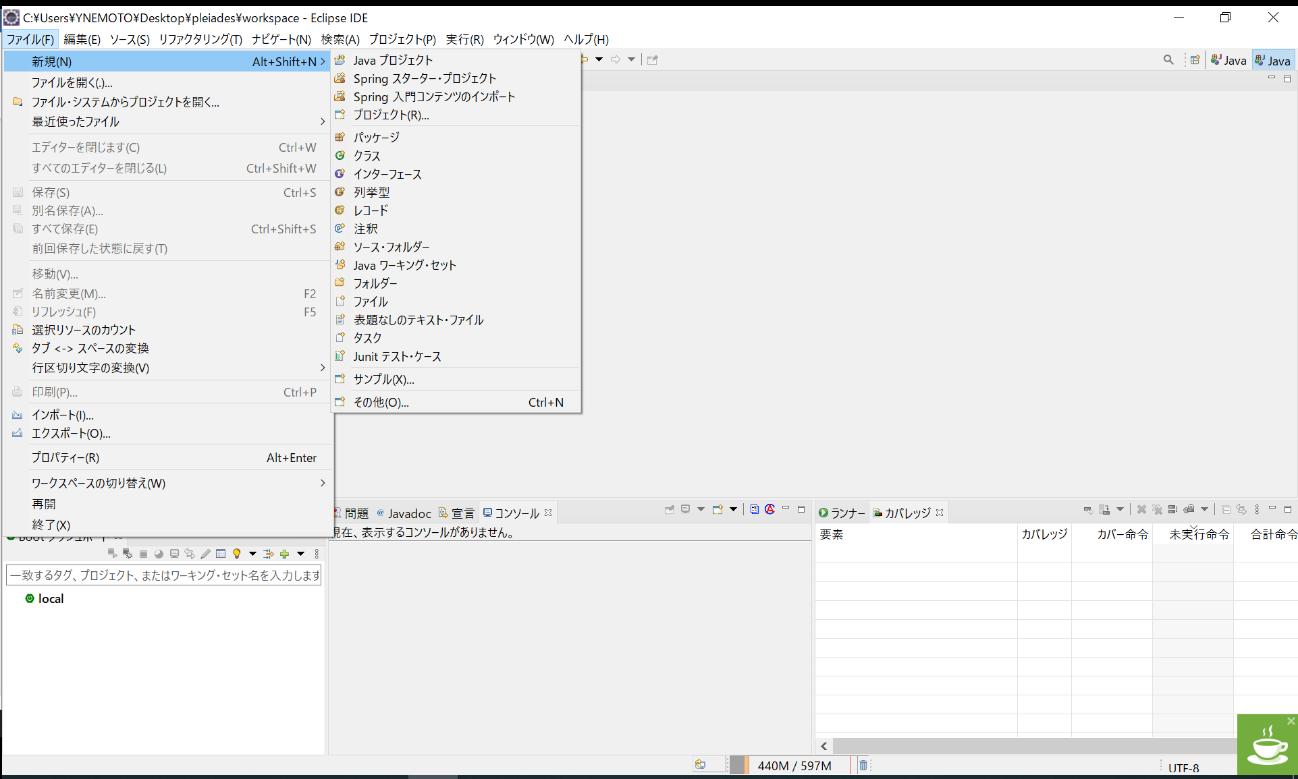 C:¥Users¥YNEMOTO¥Desktop¥pleiades¥workspace - Eclipse IDE
ファイル(F) 編集(E) ソース(S) リファクタリング(T) ナビゲート(N) 検索(A) プロジェクト(P) 実行(R) ウィンドウ(W) ヘルプ(H)
Java Java
新規(N) Alt+Shift+N >
ファイルを開く(.)...
ファイル・システムからプロジェクトを開く...
最近使ったファイル >
エディターを閉じます(C) Ctrl+W
すべてのエディターを閉じる(L) Ctrl+Shift+W
保存(S) Ctrl+S
別名保存(A)...
すべて保存(E) Ctrl+Shift+S
前回保存した状態に戻す(T)
移動(V)...
名前変更(M)... F2
リフレッシュ(F) F5
選択リソースのカウント
タブ <-> スペースの変換
行区切り文字の変換(V) >
印刷(P)... Ctrl+P
インポート(I)...
エクスポート(O)...
プロパティー(R) Alt+Enter
ワークスペースの切り替え(W) >
再開
終了(X)
Java プロジェクト
Spring スターター・プロジェクト
Spring 入門コンテンツのインポート
プロジェクト(R)...
パッケージ
クラス
インターフェース
列挙型
レコード
注釈
ソース・フォルダー
Java ワーキング・セット
フォルダー
ファイル
表題なしのテキスト・ファイル
タスク
Junit テスト・ケース
サンプル(X)...
その他(O)... Ctrl+N
一致するタグ、プロジェクト、またはワーキング・セット名を入力します
local
問題 Javadoc 宣言 コンソール
現在、表示するコンソールがありません。
ランナー カバレッジ
要素 カバレッジ カバー命令 未実行命令 合計命令
440M / 597M
UTF-8